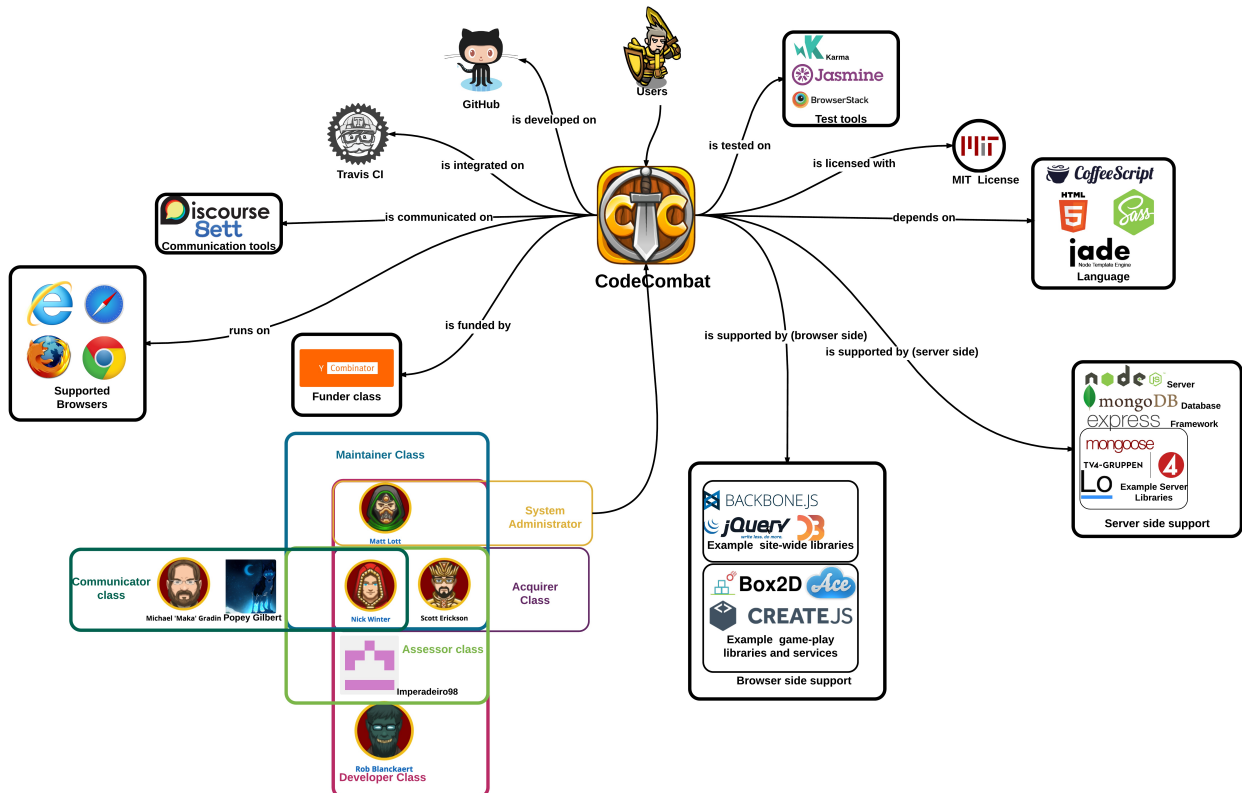 GitHub
Users
Karma
Jasmine
BrowserStack
Test tools
is developed on
is tested on
Travis CI
is integrated on
is licensed with
MIT
MIT License
CoffeeScript
HTML
5
Sass
jade
Node Template Engine
Language
Discourse
Sett
Communication tools
is communicated on
depends on
C C
CodeCombat
Supported
Browsers
runs on
is funded by
Y Combinator
Funder class
is supported by (browser side)
is supported by (server side)
node JS Server
mongoDB Database
express Framework
mongoose
TV4-GRUPPEN 4
Lo
Example Server
Libraries
Server side support
BACKBONE.JS
jQuery
write less. do more.
D3
Example site-wide libraries
Box2D
Ace
CREATEJS
Example game-play
libraries and services
Browser side support
Maintainer Class
Matt Lott
System
Administrator
Communicator
class
Michael 'Maka' Gradin
Popey Gilbert
Nick Winter
Scott Erickson
Acquirer
Class
Assessor class
Imperadeiro98
Rob Blanckaert
Developer Class